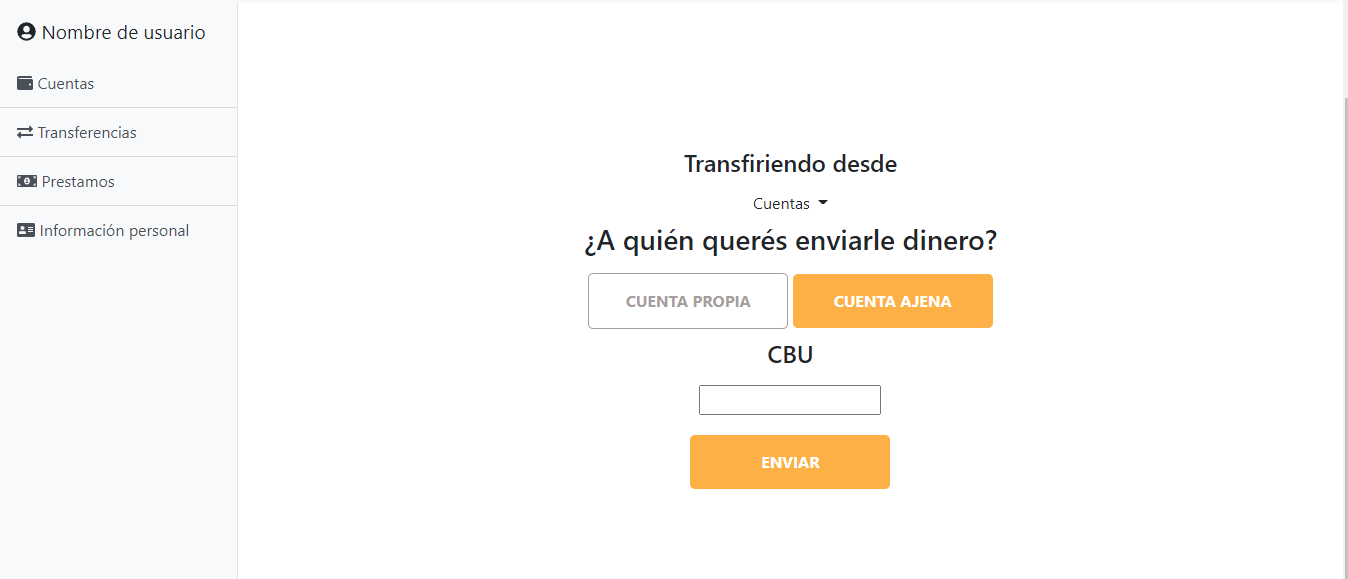 Nombre de usuario
Cuentas
Transferencias
Prestamos
Información personal
Transfiriendo desde
Cuentas
¿A quién querés enviarle dinero?
CUENTA PROPIA CUENTA AJENA
CBU
ENVIAR